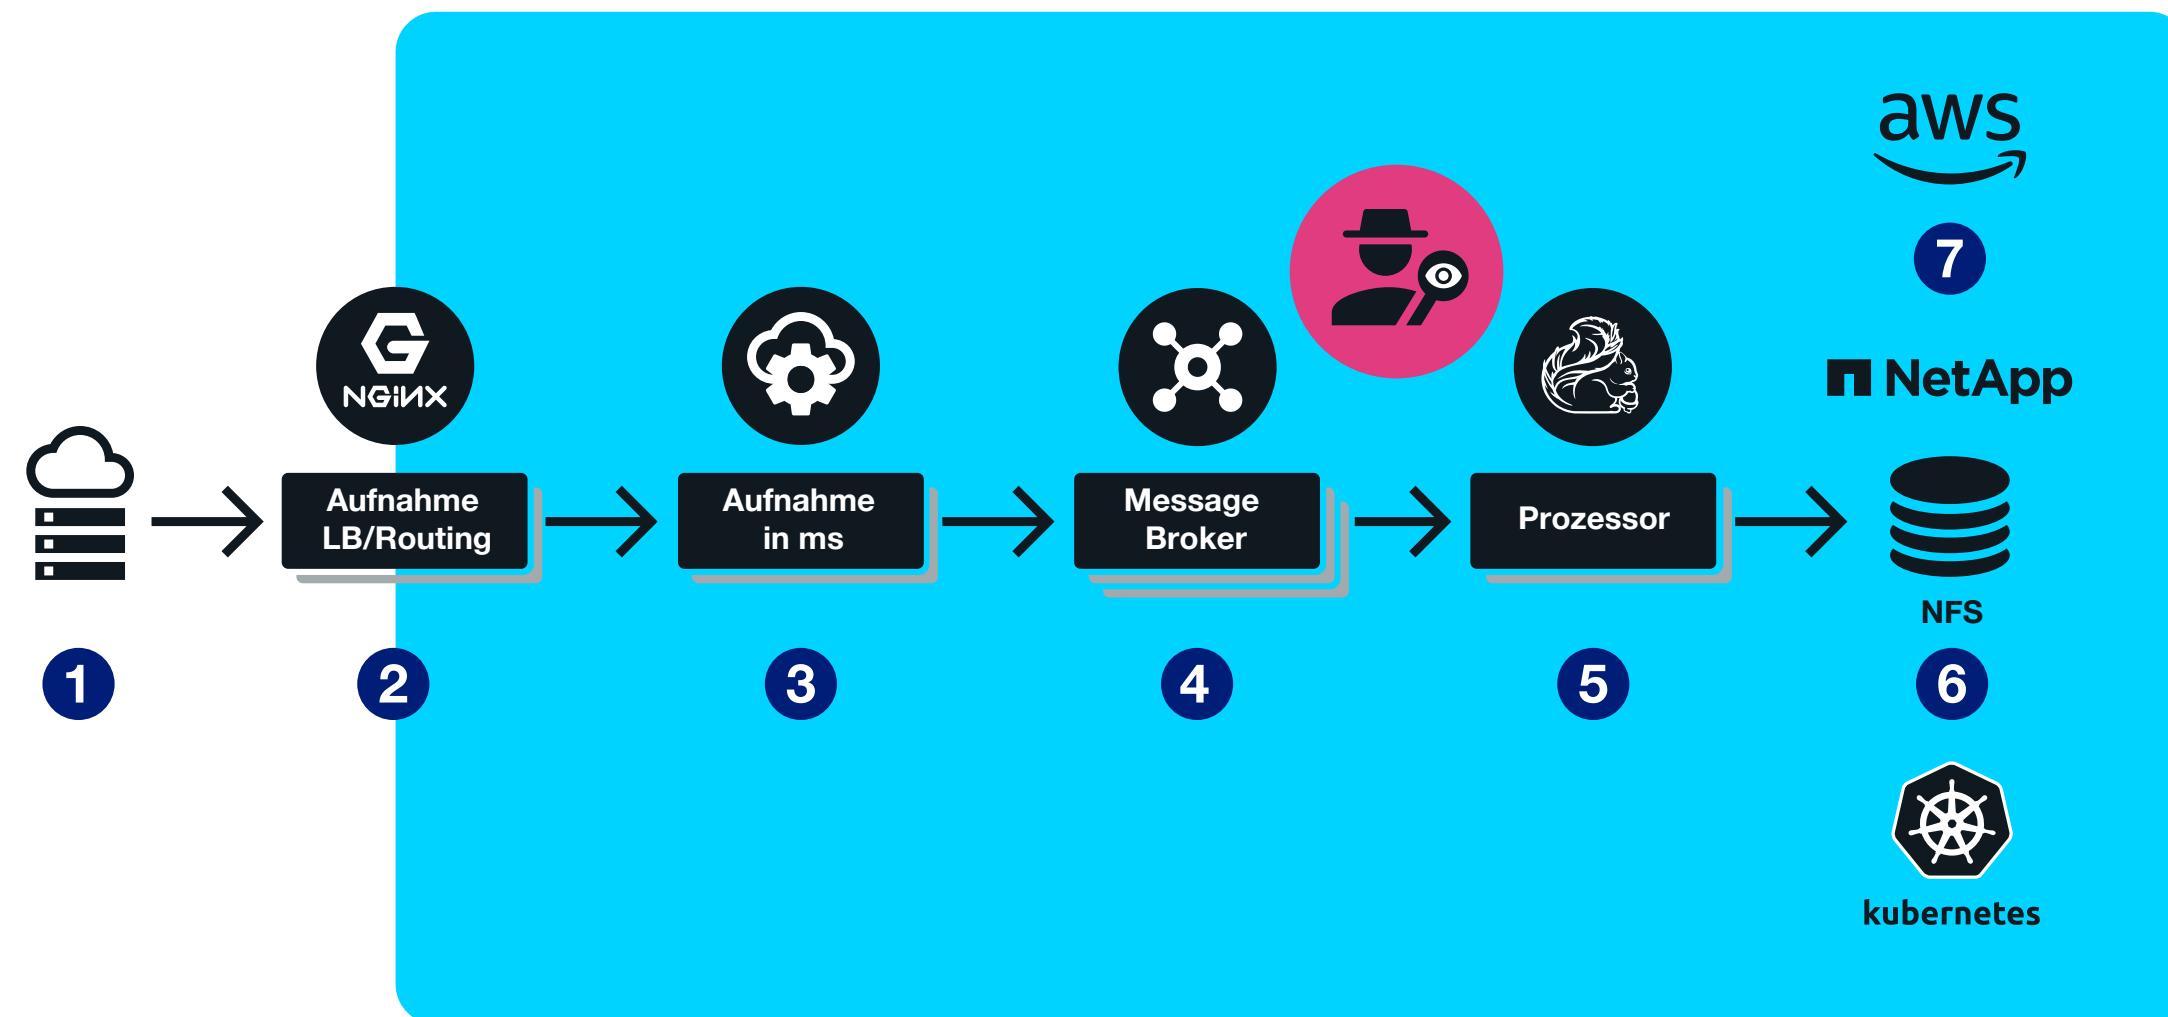 aws
7
NGINX
NetApp
Aufnahme
LB/Routing
Aufnahme
in ms
Message
Broker
Prozessor
NFS
1
2
3
4
5
6
kubernetes